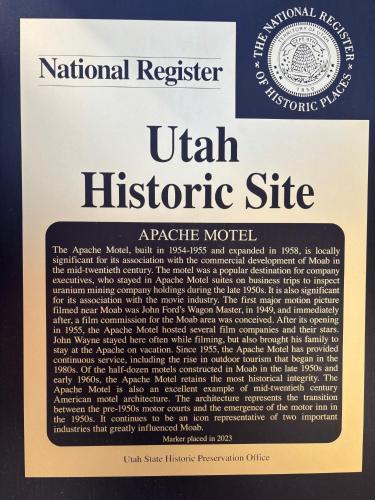 THE NATIONAL REGISTER
OF HISTORIC PLACES
1850
National Register
Utah
Historic Site
APACHE MOTEL
The Apache Motel, built in 1954-1955 and expanded in 1958, is locally
significant for its association with the commercial development of Moab in
the mid-twentieth century. The motel was a popular destination for company
executives, who stayed in Apache Motel suites on business trips to inspect
uranium mining company holdings during the late 1950s. It is also significant
for its association with the movie industry. The first major motion picture
filmed near Moab was John Ford's Wagon Master, in 1949, and immediately
after, a film commission for the Moab area was conceived. After its opening
in 1955, the Apache Motel hosted several film companies and their stars.
John Wayne stayed here often while filming, but also brought his family to
stay at the Apache on vacation. Since 1955, the Apache Motel has provided
continuous service, including the rise in outdoor tourism that began in the
1980s. Of the half-dozen motels constructed in Moab in the late 1950s and
early 1960s, the Apache Motel retains the most historical integrity. The
Apache Motel is also an excellent example of mid-twentieth century
American motel architecture. The architecture represents the transition
between the pre-1950s motor courts and the emergence of the motor inn in
the 1950s. It continues to be an icon representative of two important
industries that greatly influenced Moab.
Marker placed in 2023
Utah State Historic Preservation Office